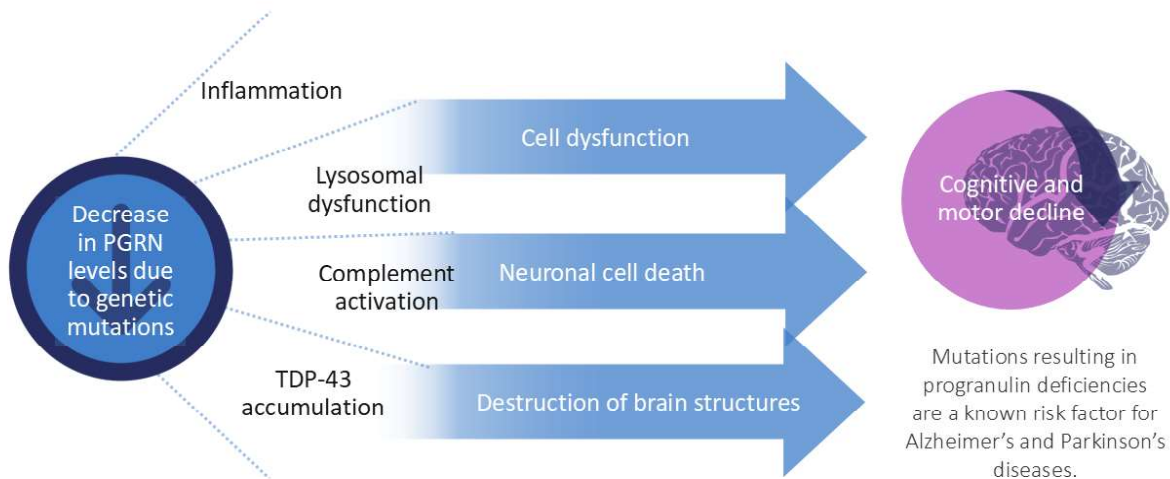 Decrease
in PGRN
levels due
to genetic
mutations
Inflammation
Lysosomal
dysfunction
Complement
activation
TDP-43
accumulation
Cell dysfunction
Neuronal cell death
Destruction of brain structures
Cognitive and
motor decline
Mutations resulting in
progranulin deficiencies
are a known risk factor for
Alzheimer’s and Parkinson’s
diseases.